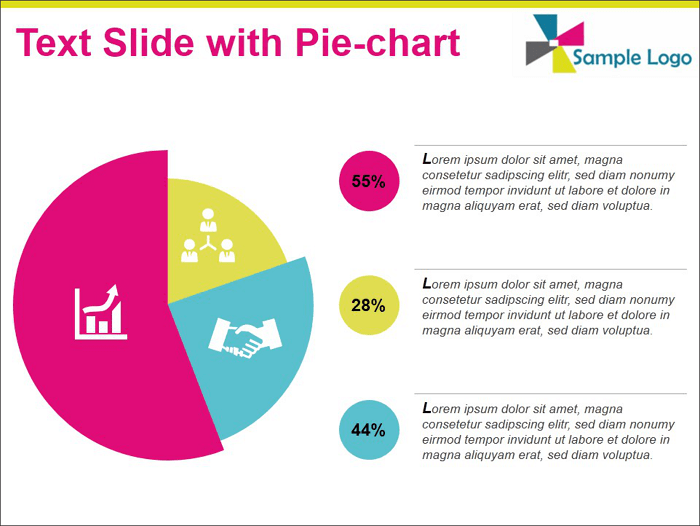 Text Slide with Pie-chart
Sample Logo
55%
Lorem ipsum dolor sit amet, magna
consetetur sadipscing elitr, sed diam nonumy
eirmod tempor invidunt ut labore et dolore in
magna aliquyam erat, sed diam voluptua.
28%
Lorem ipsum dolor sit amet, magna
consetetur sadipscing elitr, sed diam nonumy
eirmod tempor invidunt ut labore et dolore in
magna aliquyam erat, sed diam voluptua.
44%
Lorem ipsum dolor sit amet, magna
consetetur sadipscing elitr, sed diam nonumy
eirmod tempor invidunt ut labore et dolore in
magna aliquyam erat, sed diam voluptua.